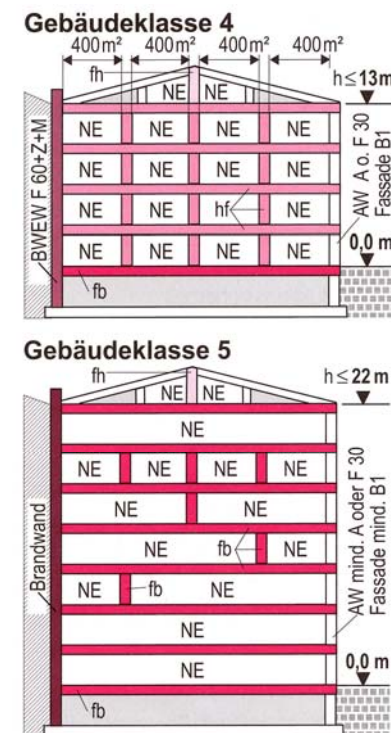 Gebäudeklasse 4
400m² 400m² 400m² 400m²
fh
h ≤ 13 m
NE NE
NE NE NE NE
NE NE NE NE
NE NE NE NE
hf
NE NE NE NE
0,0 m
fb
BWEW F 60+Z+M
AW A o. F 30
Fassade B1
Gebäudeklasse 5
fh
h ≤ 22 m
NE NE
NE
NE NE NE NE
NE NE
NE fb NE
NE fb NE
NE
NE
0,0 m
fb
Brandwand
AW mind. A oder F 30
Fassade mind. B1